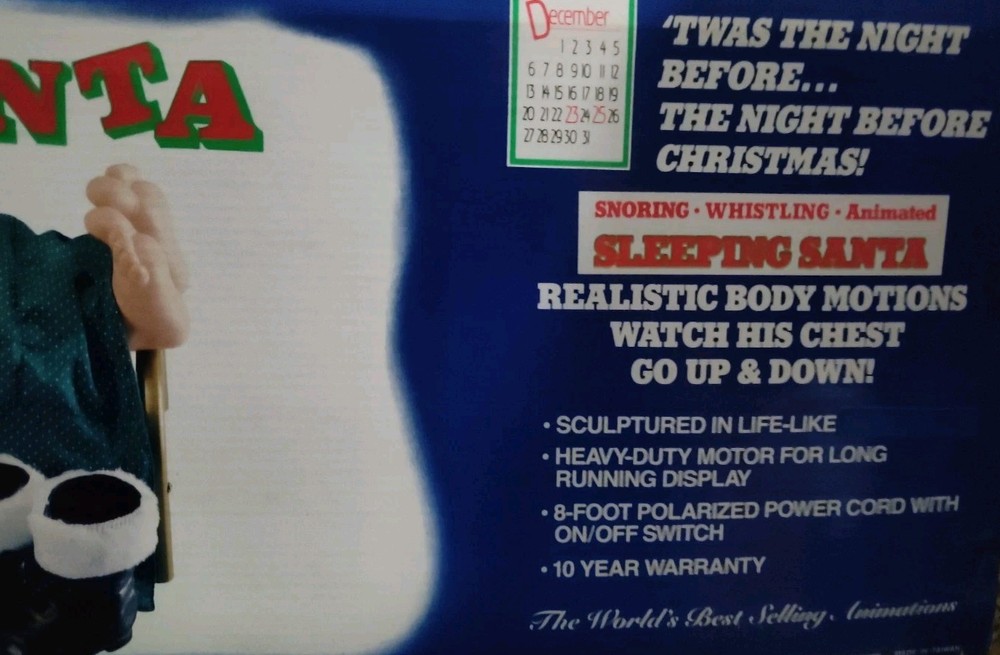 NTA
December
1 2 3 4 5
6 7 8 9 10 11 12
13 14 15 16 17 18 19
20 21 22 23 24 25 26
27 28 29 30 31
'TWAS THE NIGHT
BEFORE...
THE NIGHT BEFORE
CHRISTMAS!
SNORING • WHISTLING • Animated
SLEEPING SANTA
REALISTIC BODY MOTIONS
WATCH HIS CHEST
GO UP & DOWN!
• SCULPTURED IN LIFE-LIKE
• HEAVY-DUTY MOTOR FOR LONG
RUNNING DISPLAY
• 8-FOOT POLARIZED POWER CORD WITH
ON/OFF SWITCH
• 10 YEAR WARRANTY
The World's Best Selling Animations
MADE IN TAIWAN